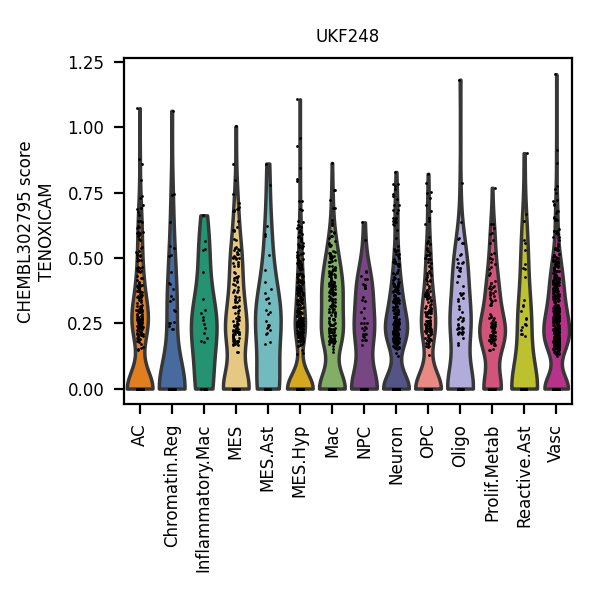 UKF248
CHEMBL302795 score
TENOXICAM
1.25
1.00
0.75
0.50
0.25
0.00
AC
Chromatin.Reg
Inflammatory.Mac
MES
MES.Ast
MES.Hyp
Mac
NPC
Neuron
OPC
Oligo
Prolif.Metab
Reactive.Ast
Vasc